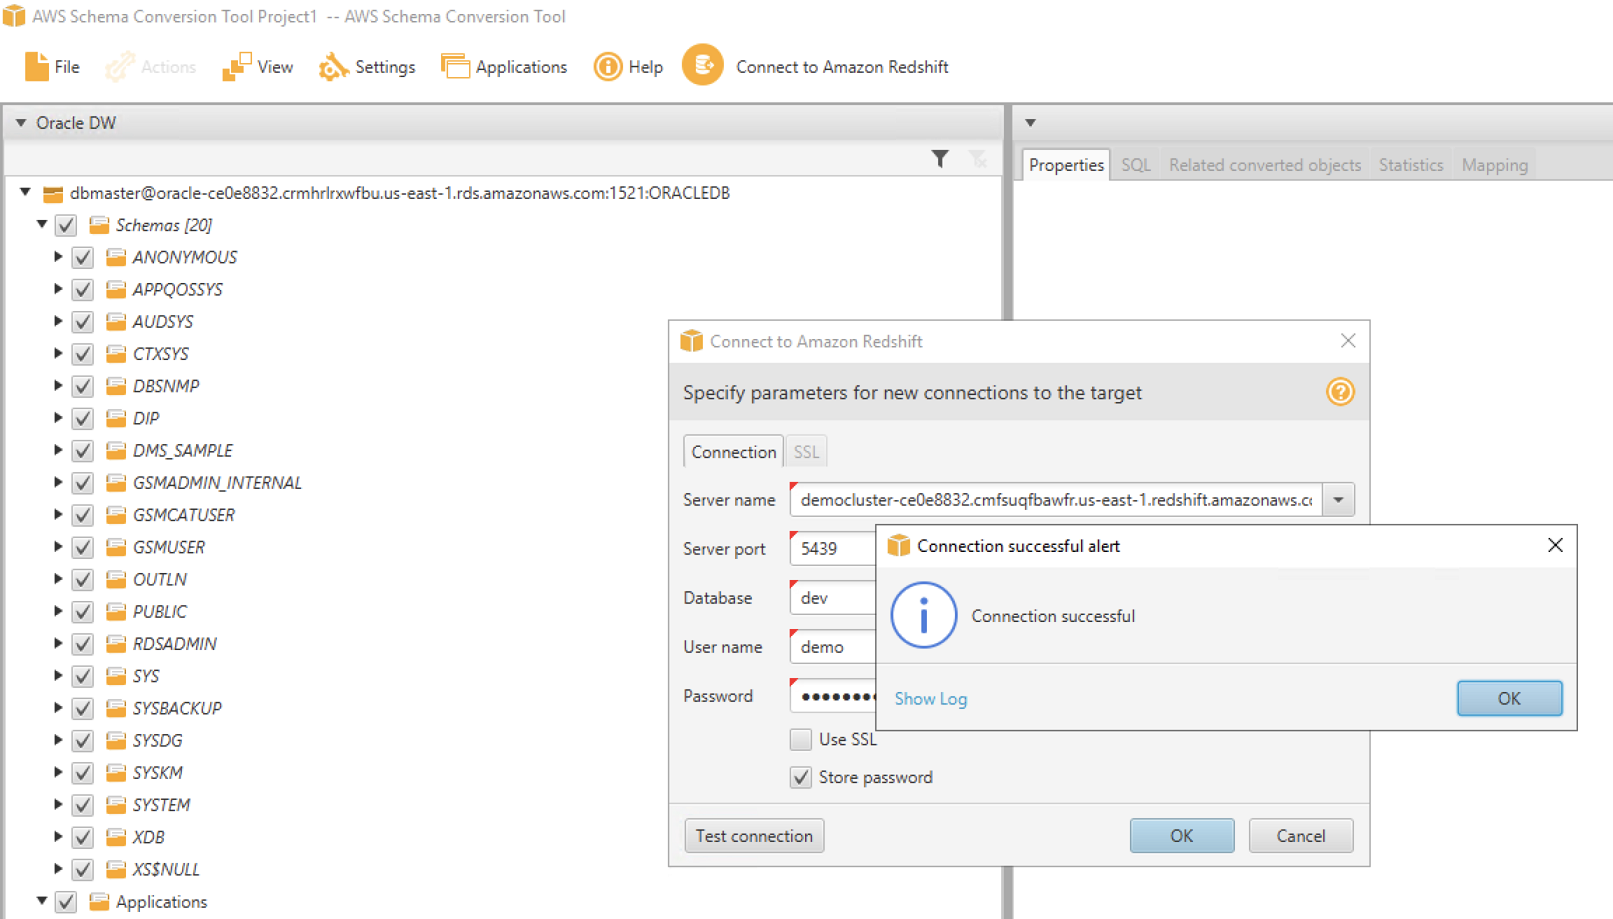 AWS Schema Conversion Tool Project1 -- AWS Schema Conversion Tool
File Actions View Settings Applications Help Connect to Amazon Redshift
Oracle DW
Properties SQL Related converted objects Statistics Mapping
dbmaster@oracle-ce0e8832.crmhrlrxwfbu.us-east-1.rds.amazonaws.com:1521:ORACLEDB
Schemas [20]
ANONYMOUS
APPQOSSYS
AUDSYS
CTXSYS
DBSNMP
DIP
DMS_SAMPLE
GSMADMIN_INTERNAL
GSMCATUSER
GSMUSER
OUTLN
PUBLIC
RDSADMIN
SYS
SYSBACKUP
SYSDG
SYSKM
SYSTEM
XDB
XS$NULL
Applications
Connect to Amazon Redshift
Specify parameters for new connections to the target
Connection SSL
Server name democluster-ce0e8832.cmfsuqfbawfr.us-east-1.redshift.amazonaws.co
Server port 5439
Database dev
User name demo
Password ••••••••
Use SSL
Store password
Test connection OK Cancel
Connection successful alert
Connection successful
Show Log OK